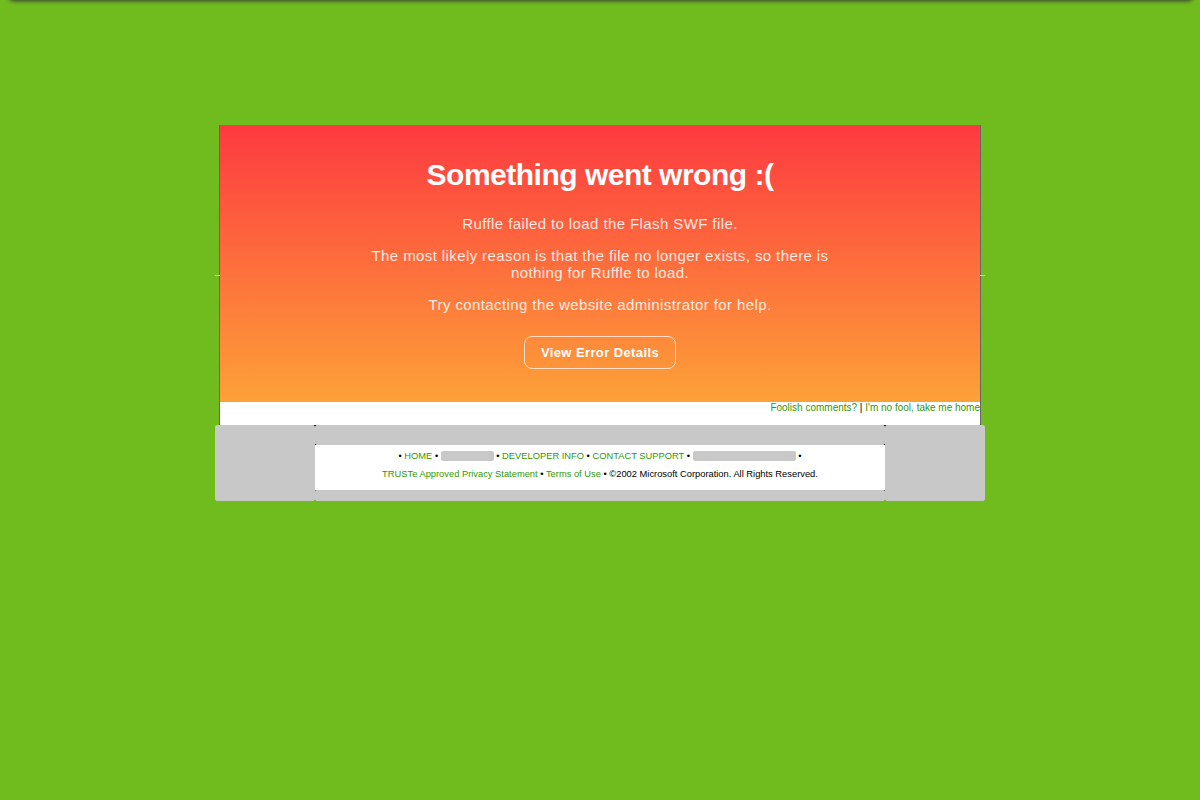 Something went wrong :(
Ruffle failed to load the Flash SWF file.
The most likely reason is that the file no longer exists, so there is
nothing for Ruffle to load.
Try contacting the website administrator for help.
View Error Details
Foolish comments? | I'm no fool, take me home
• HOME • • DEVELOPER INFO • CONTACT SUPPORT • •
TRUSTe Approved Privacy Statement • Terms of Use • ©2002 Microsoft Corporation. All Rights Reserved.